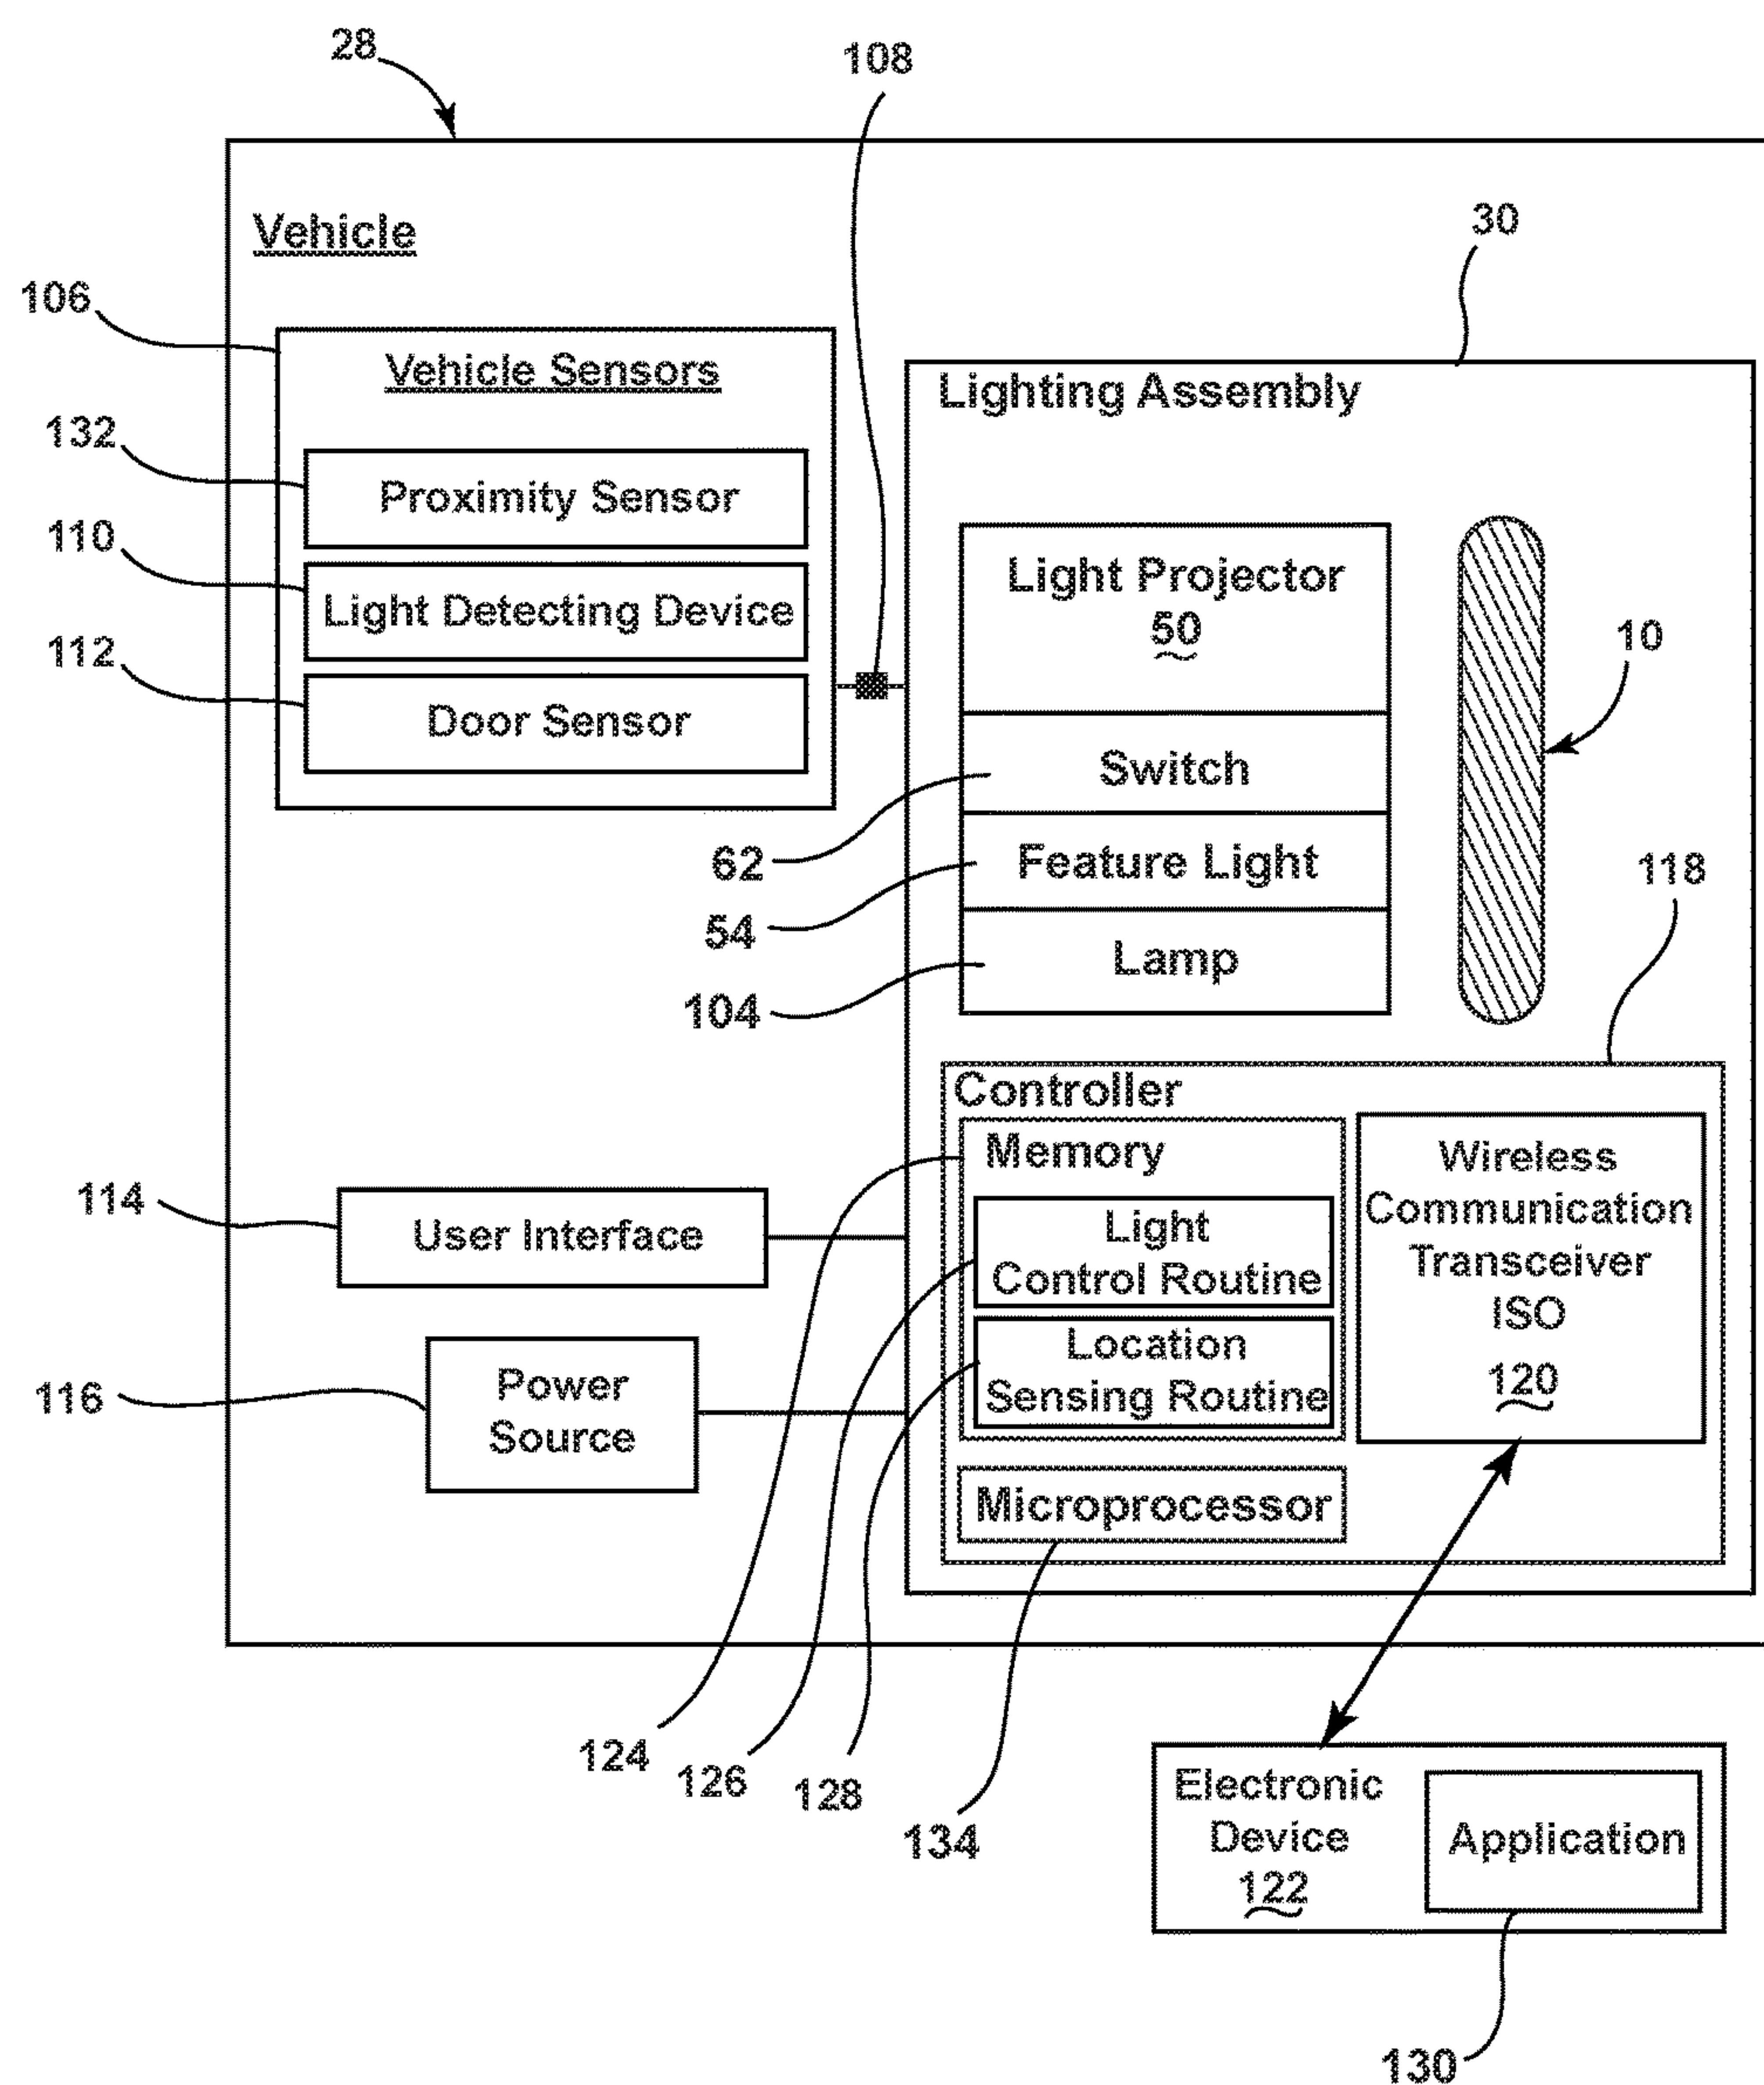 28
108
Vehicle
30
106
Vehicle Sensors
Lighting Assembly
132
Proximity Sensor
110
Light Detecting Device
112
Door Sensor
Light Projector
50
10
Switch
62
Feature Light
118
54
Lamp
104
Controller
Memory
Wireless
Communication
Transceiver
ISO
120
Light
Control Routine
Location
Sensing Routine
Microprocessor
114
User Interface
116
Power
Source
124
126
128
134
Electronic
Device
122
Application
130